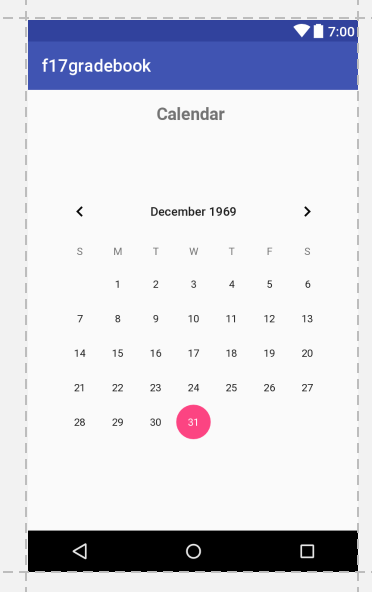 7:00
f17gradebook
Calendar
December 1969
S M T W T F S
1 2 3 4 5 6
7 8 9 10 11 12 13
14 15 16 17 18 19 20
21 22 23 24 25 26 27
28 29 30 31